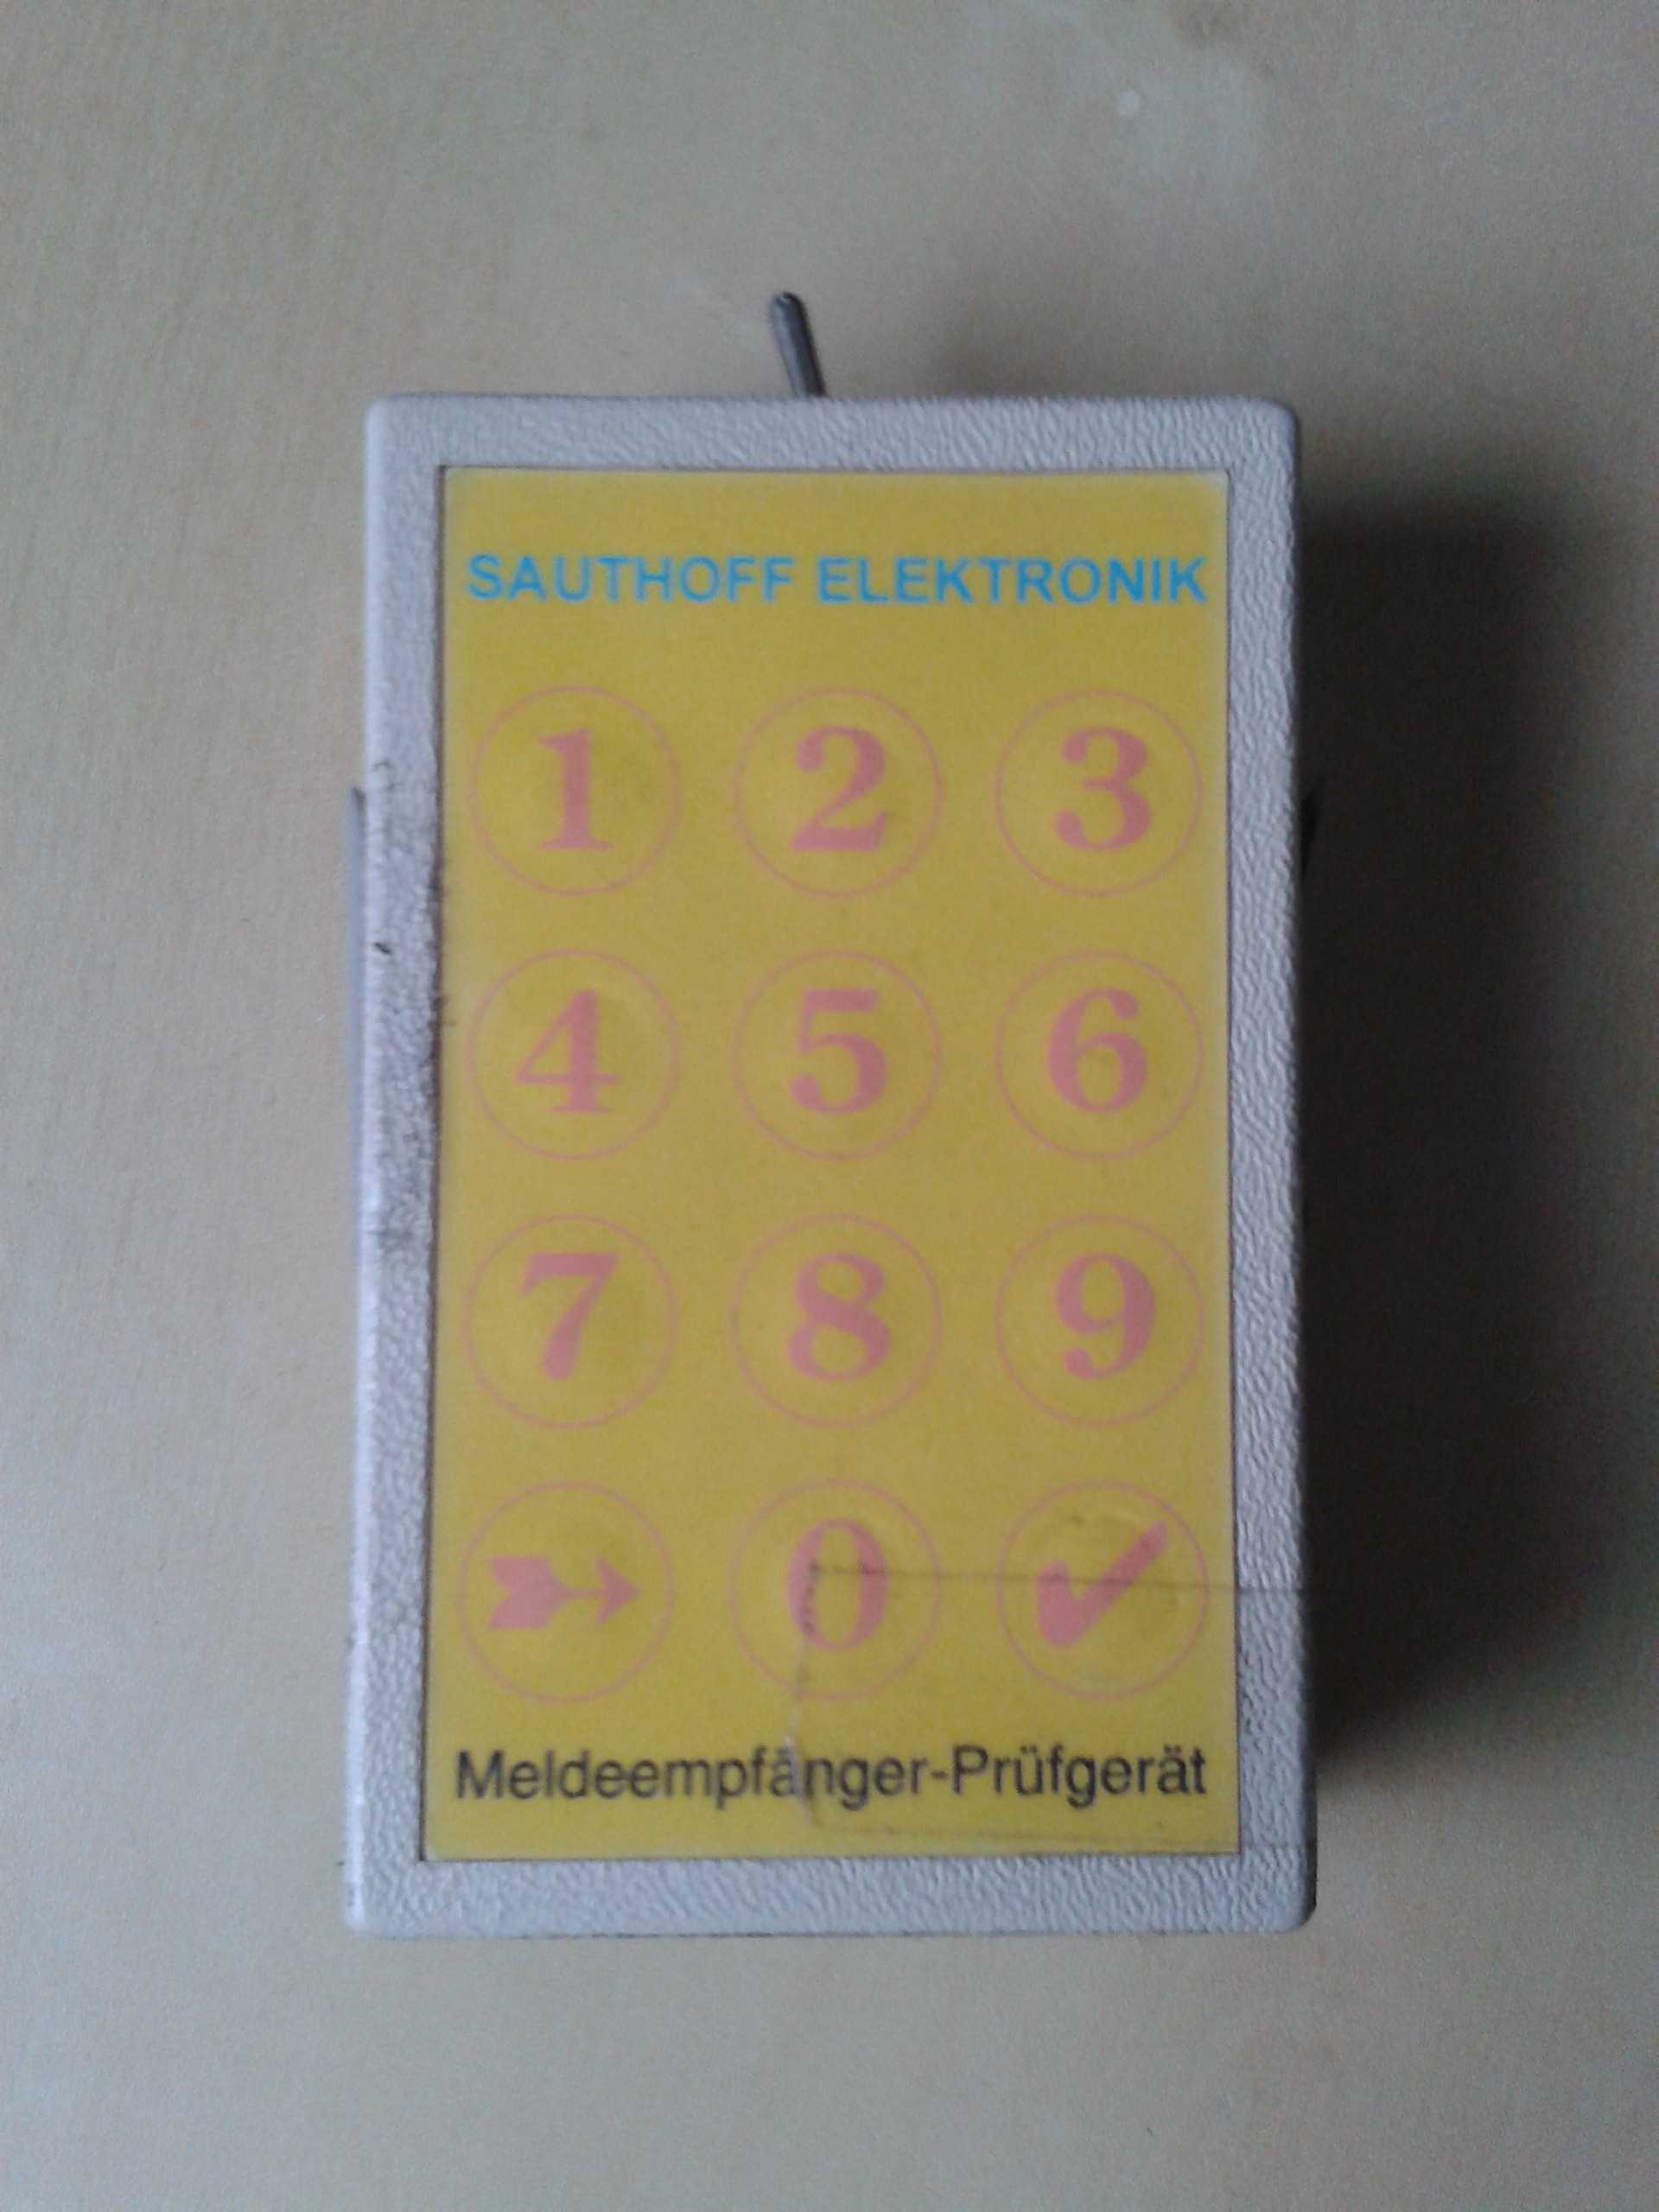 SAUTHOFF ELEKTRONIK
1 2 3
4 5 6
7 8 9
➳ 0 ✔
Meldeempfänger-Prüfgerät